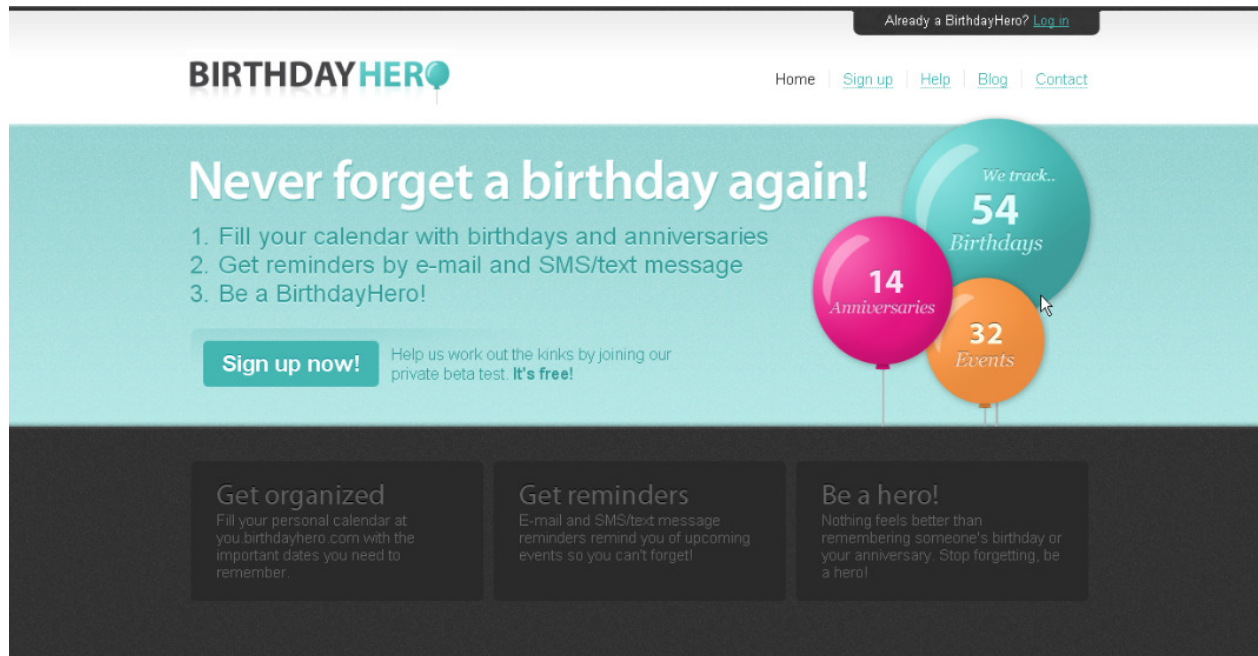 Already a BirthdayHero? Log in
BIRTHDAYHERO
Home Sign up Help Blog Contact
Never forget a birthday again!
1. Fill your calendar with birthdays and anniversaries
2. Get reminders by e-mail and SMS/text message
3. Be a BirthdayHero!
Sign up now!
Help us work out the kinks by joining our
private beta test. It's free!
We track..
54
Birthdays
14
Anniversaries
32
Events
Get organized
Fill your personal calendar at
you.birthdayhero.com with the
important dates you need to
remember.
Get reminders
E-mail and SMS/text message
reminders remind you of upcoming
events so you can't forget!
Be a hero!
Nothing feels better than
remembering someone's birthday or
your anniversary. Stop forgetting, be
a hero!